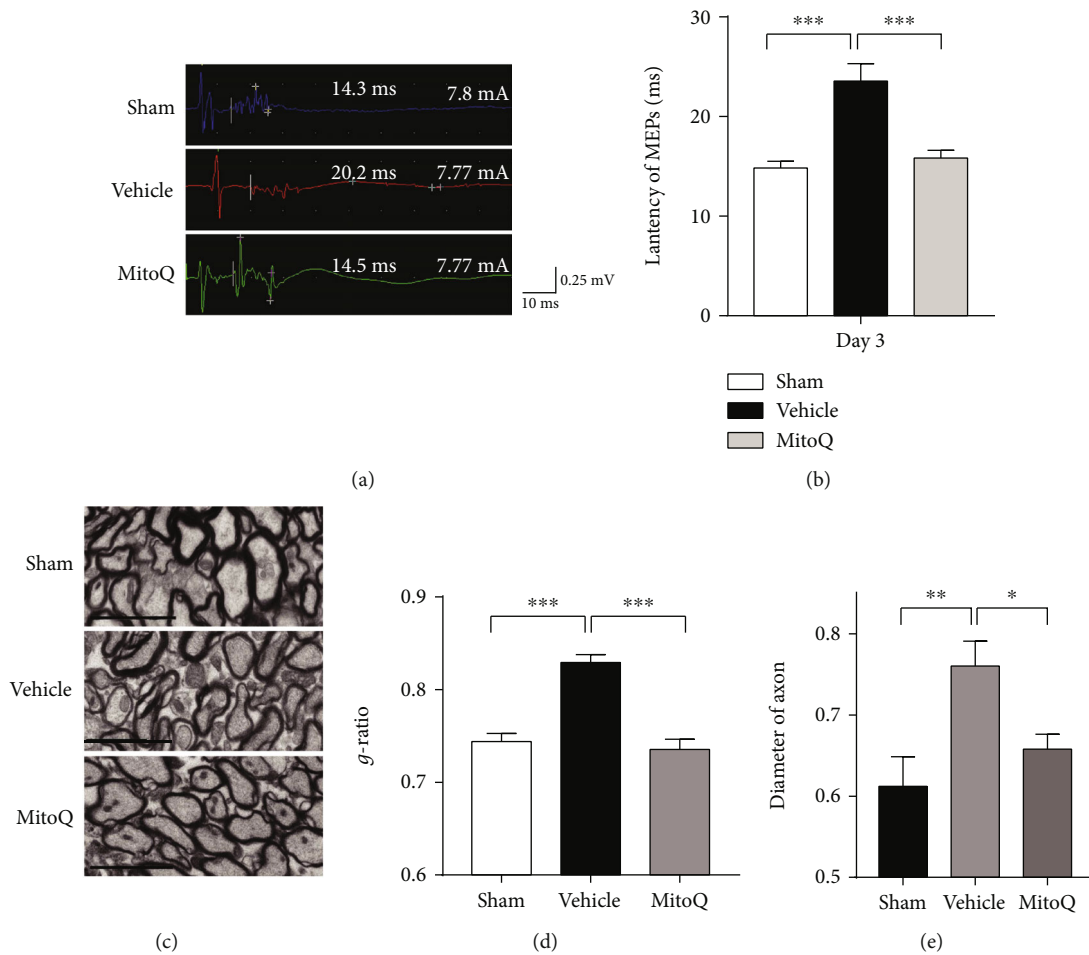 Sham
14.3 ms 7.8 mA
Vehicle
20.2 ms 7.77 mA
MitoQ
14.5 ms 7.77 mA
0.25 mV
10 ms
(a)
Lantency of MEPs (ms)
30
20
10
0
*** ***
Day 3
Sham
Vehicle
MitoQ
(b)
Sham
Vehicle
MitoQ
(c)
g-ratio
0.9
0.8
0.7
0.6
*** ***
Sham Vehicle MitoQ
(d)
Diameter of axon
0.8
0.7
0.6
0.5
** *
Sham Vehicle MitoQ
(e)